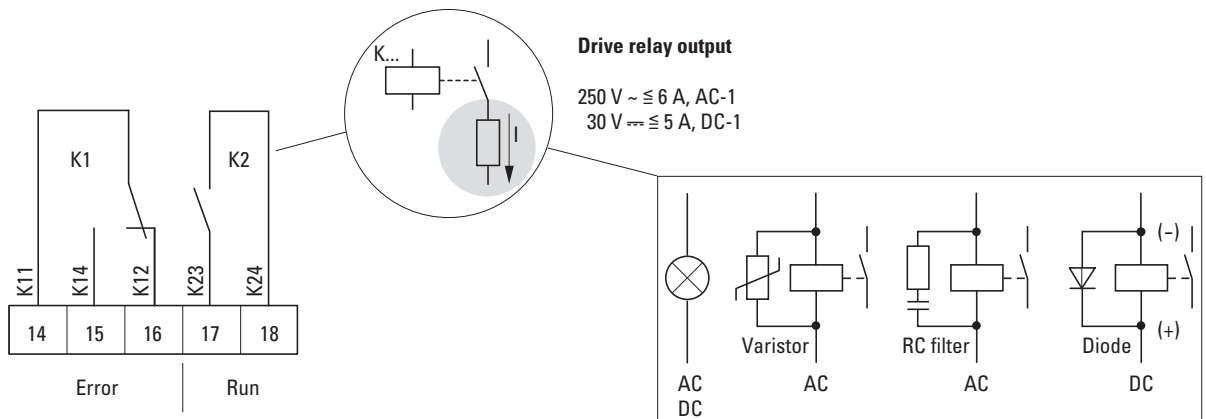 Drive relay output
250 V ~ ≦ 6 A, AC-1
30 V ⎓ ≦ 5 A, DC-1
K...
I
K1
K2
K11
K14
K12
K23
K24
14
15
16
17
18
Error
Run
(−)
(+)
Varistor
RC filter
Diode
AC
DC
AC
AC
DC